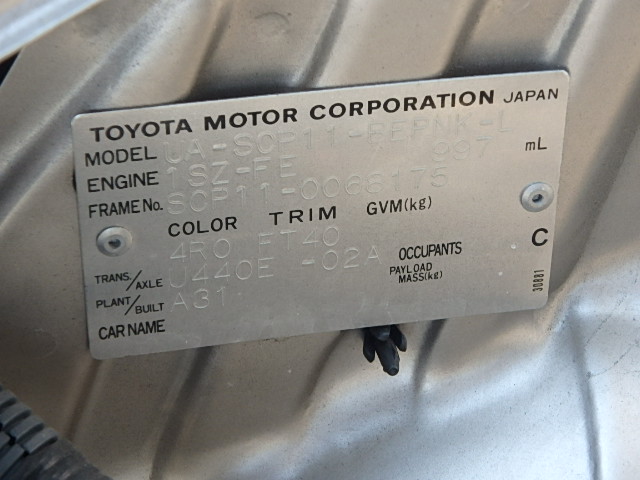 TOYOTA MOTOR CORPORATION JAPAN
MODEL UA-SCP11-BEPNK-L
ENGINE 1SZ-FE 997 mL
FRAME No. SCP11-0068175
COLOR TRIM GVM(kg)
4R0 FT40 C
TRANS./AXLE U440E -02A OCCUPANTS
PLANT/BUILT A31 PAYLOAD MASS(kg)
CAR NAME
30881